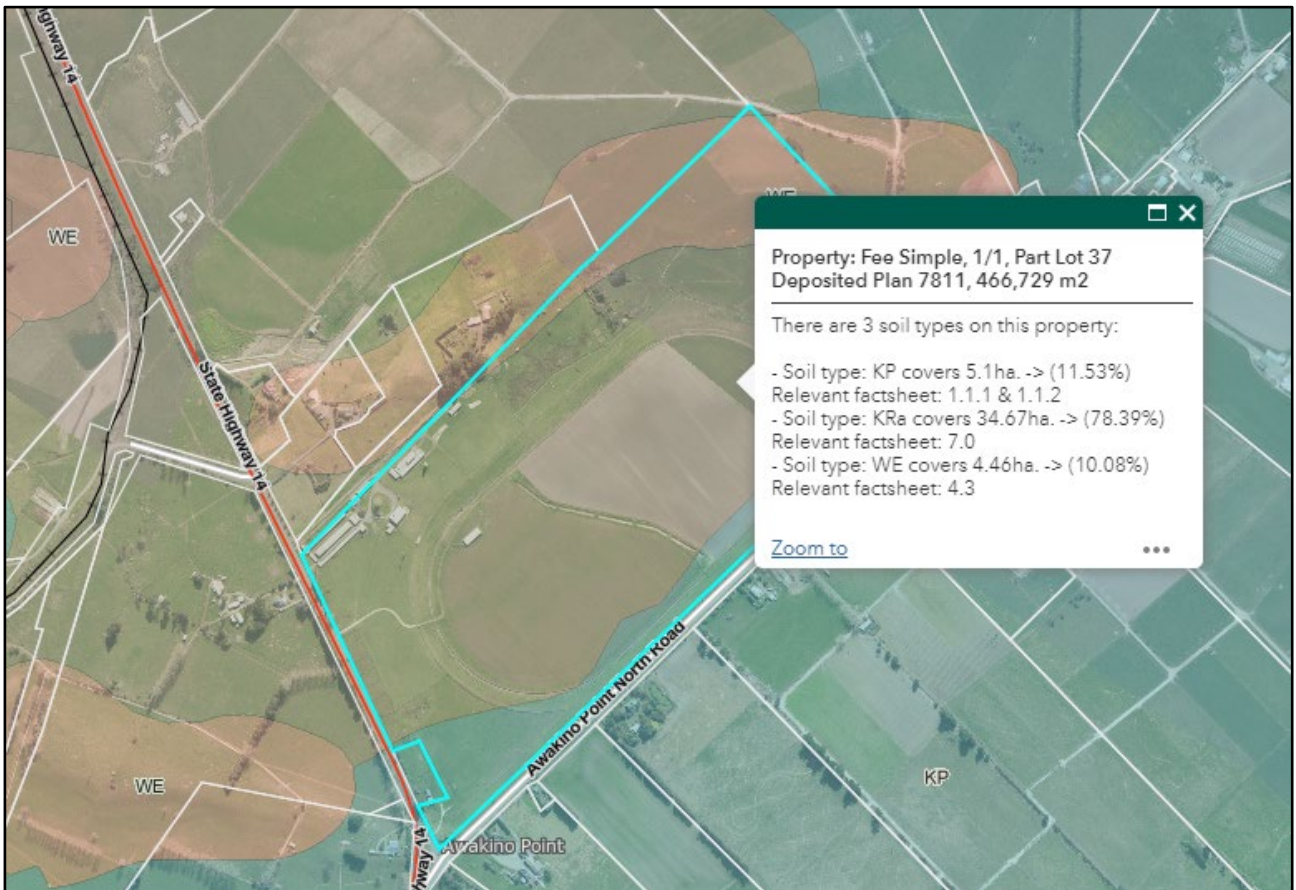 ighway 14
WE
WE
Property: Fee Simple, 1/1, Part Lot 37
Deposited Plan 7811, 466,729 m2
There are 3 soil types on this property:
- Soil type: KP covers 5.1ha. -> (11.53%)
Relevant factsheet: 1.1.1 & 1.1.2
- Soil type: KRa covers 34.67ha. -> (78.39%)
Relevant factsheet: 7.0
- Soil type: WE covers 4.46ha. -> (10.08%)
Relevant factsheet: 4.3
Zoom to
State Highway 14
Awakino Point North Road
WE
KP
Awakino Point
hway 14